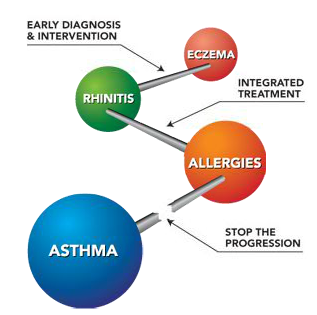 EARLY DIAGNOSIS
& INTERVENTION
ECZEMA
RHINITIS
INTEGRATED
TREATMENT
ALLERGIES
STOP THE
PROGRESSION
ASTHMA